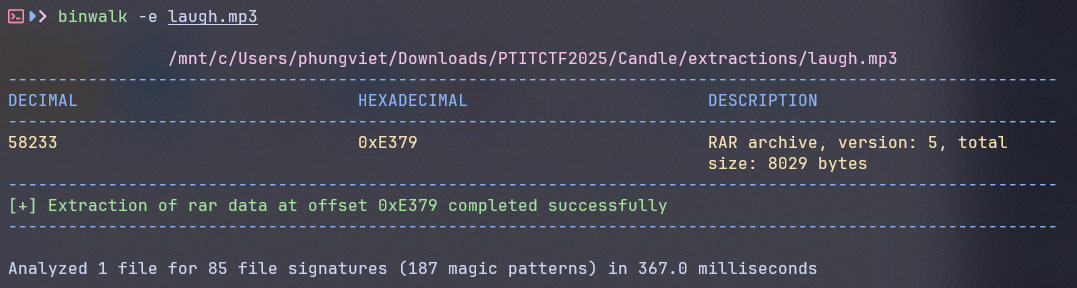 binwalk -e laugh.mp3
/mnt/c/Users/phungviet/Downloads/PTITCTF2025/Candle/extractions/laugh.mp3
---------------------------------------------------------------------------------------------------------
DECIMAL HEXADECIMAL DESCRIPTION
---------------------------------------------------------------------------------------------------------
58233 0xE379 RAR archive, version: 5, total
size: 8029 bytes
---------------------------------------------------------------------------------------------------------
[+] Extraction of rar data at offset 0xE379 completed successfully
---------------------------------------------------------------------------------------------------------
Analyzed 1 file for 85 file signatures (187 magic patterns) in 367.0 milliseconds